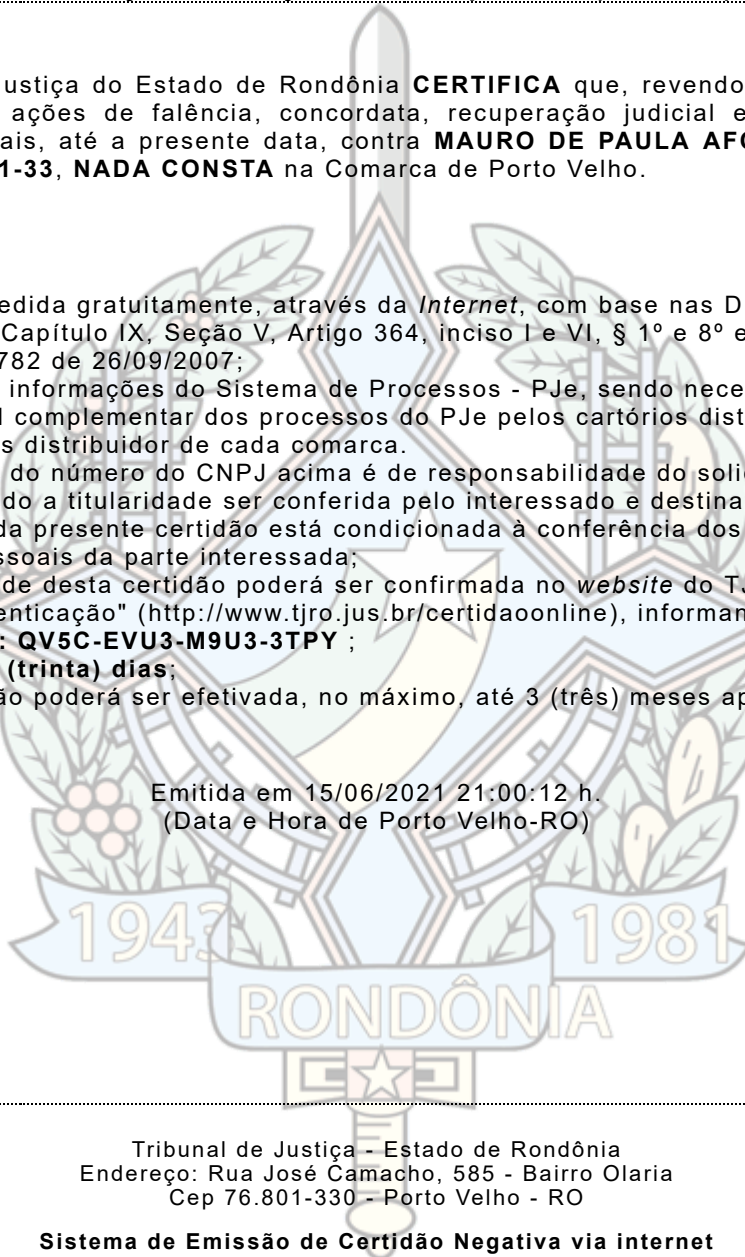 ustiça do Estado de Rondônia CERTIFICA que, revendo
ações de falência, concordata, recuperação judicial e
ais, até a presente data, contra MAURO DE PAULA AFO
1-33, NADA CONSTA na Comarca de Porto Velho.
edida gratuitamente, através da Internet, com base nas D
Capítulo IX, Seção V, Artigo 364, inciso I e VI, § 1º e 8º e
782 de 26/09/2007;
informações do Sistema de Processos - PJe, sendo nece
l complementar dos processos do PJe pelos cartórios dist
s distribuidor de cada comarca.
do número do CNPJ acima é de responsabilidade do soli
do a titularidade ser conferida pelo interessado e destina
da presente certidão está condicionada à conferência dos
ssoais da parte interessada;
de desta certidão poderá ser confirmada no website do TJ
enticação" (http://www.tjro.jus.br/certidaoonline), informan
: QV5C-EVU3-M9U3-3TPY ;
(trinta) dias;
ão poderá ser efetivada, no máximo, até 3 (três) meses ap
Emitida em 15/06/2021 21:00:12 h.
(Data e Hora de Porto Velho-RO)
1943 1981
RONDÔNIA
Tribunal de Justiça - Estado de Rondônia
Endereço: Rua José Camacho, 585 - Bairro Olaria
Cep 76.801-330 - Porto Velho - RO
Sistema de Emissão de Certidão Negativa via internet